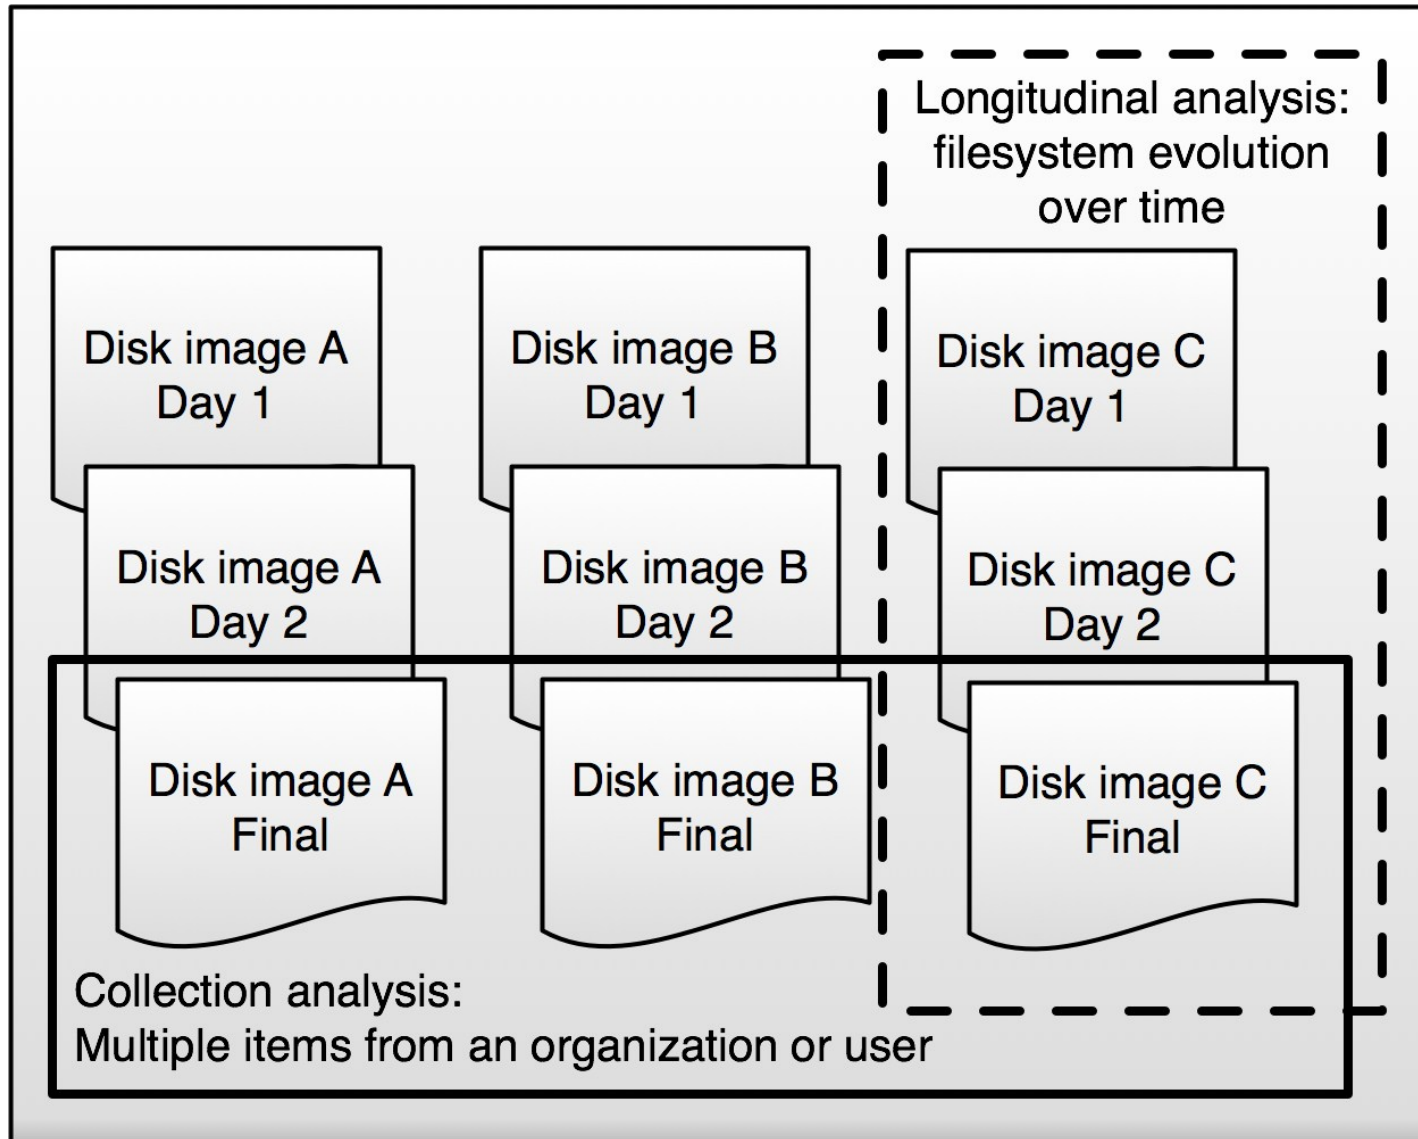 Longitudinal analysis:
filesystem evolution
over time
Disk image A
Day 1
Disk image B
Day 1
Disk image C
Day 1
Disk image A
Day 2
Disk image B
Day 2
Disk image C
Day 2
Disk image A
Final
Disk image B
Final
Disk image C
Final
Collection analysis:
Multiple items from an organization or user